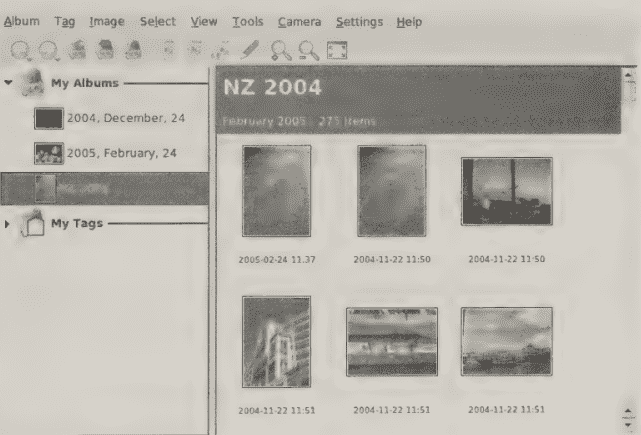 Album Tag Image Select View Tools Camera Settings Help
My Albums
2004, December, 24
2005, February, 24
My Tags
NZ 2004
February 2005 275 Items
2005-02-24 11.37
2004-11-22 11:50
2004-11-22 11:50
2004-11-22 11:51
2004-11-22 11:51
2004-11-22 11:51